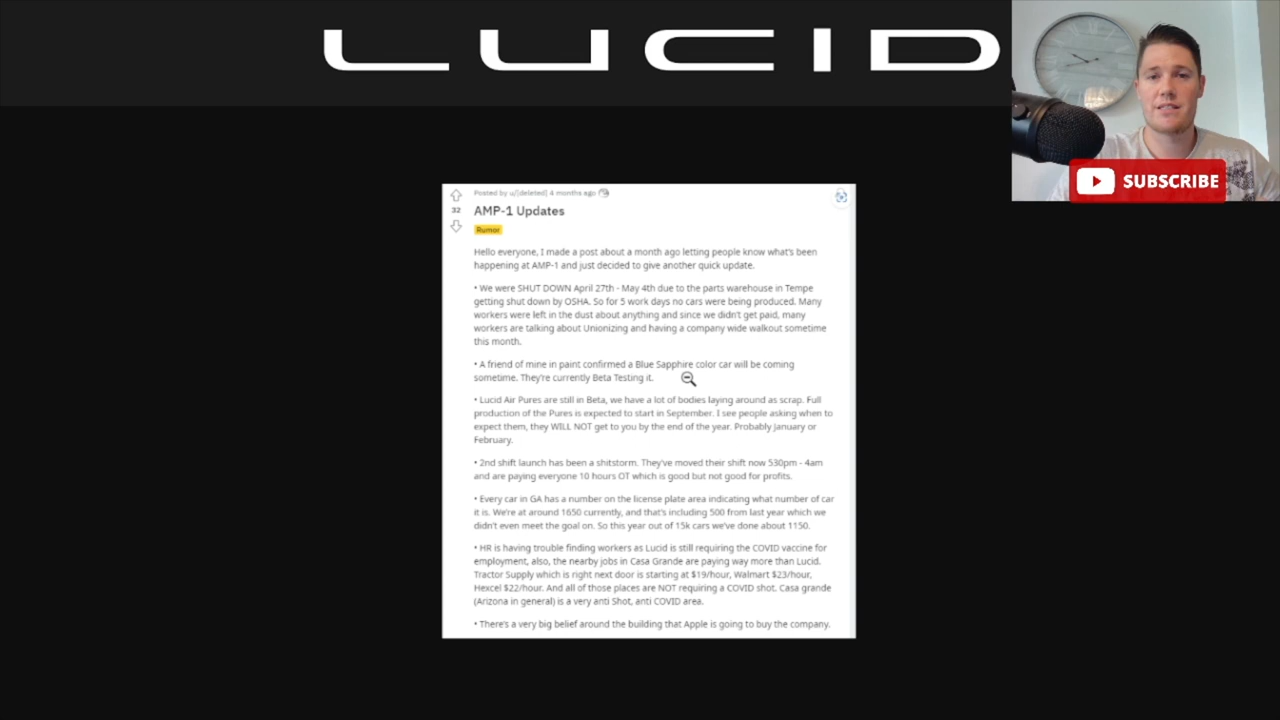 LUCID
SUBSCRIBE
Posted by u/[deleted] 4 months ago
32
AMP-1 Updates
Rumor
Hello everyone, I made a post about a month ago letting people know what's been
happening at AMP-1 and just decided to give another quick update.
• We were SHUT DOWN April 27th - May 4th due to the parts warehouse in Tempe
getting shut down by OSHA. So for 5 work days no cars were being produced. Many
workers were left in the dust about anything and since we didn't get paid, many
workers are talking about Unionizing and having a company wide walkout sometime
this month.
• A friend of mine in paint confirmed a Blue Sapphire color car will be coming
sometime. They're currently Beta Testing it.
• Lucid Air Pures are still in Beta, we have a lot of bodies laying around as scrap. Full
production of the Pures is expected to start in September. I see people asking when to
expect them, they WILL NOT get to you by the end of the year. Probably January or
February.
• 2nd shift launch has been a shitstorm. They've moved their shift now 530pm - 4am
and are paying everyone 10 hours OT which is good but not good for profits.
• Every car in GA has a number on the license plate area indicating what number of car
it is. We're at around 1650 currently, and that's including 500 from last year which we
didn't even meet the goal on. So this year out of 15k cars we've done about 1150.
• HR is having trouble finding workers as Lucid is still requiring the COVID vaccine for
employment, also, the nearby jobs in Casa Grande are paying way more than Lucid.
Tractor Supply which is right next door is starting at $19/hour, Walmart $23/hour,
Hexcel $22/hour. And all of those places are NOT requiring a COVID shot. Casa grande
(Arizona in general) is a very anti Shot, anti COVID area.
• There's a very big belief around the building that Apple is going to buy the company.